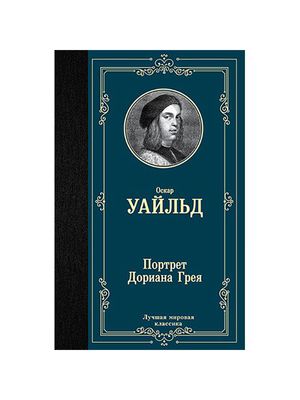 Оскар
УАЙЛЬД
Портрет
Дориана Грея
Лучшая мировая
классика